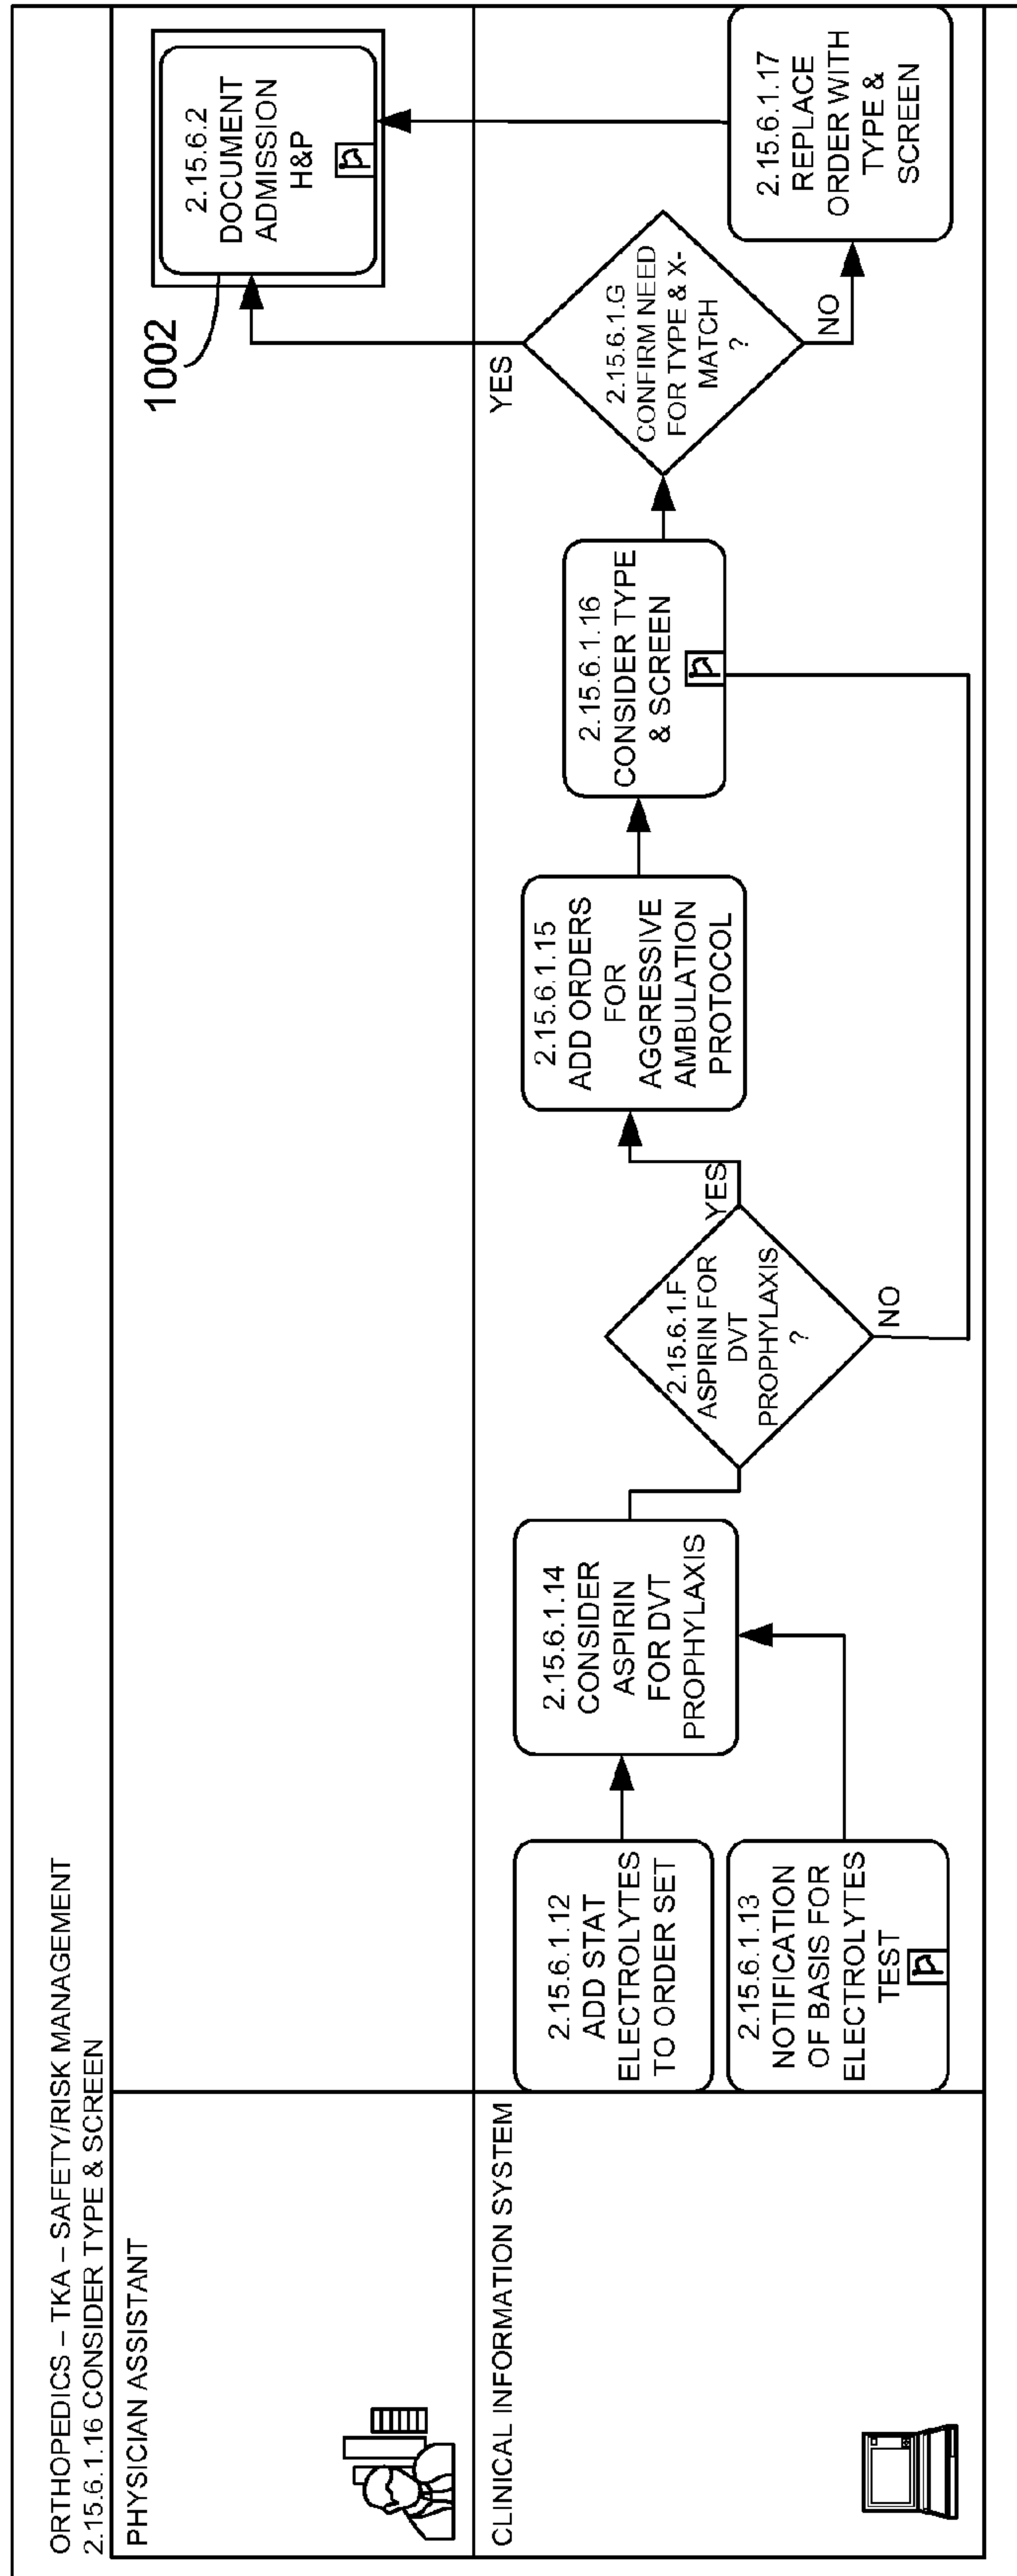 ORTHOPEDICS – TKA – SAFETY/RISK MANAGEMENT
2.15.6.1.16 CONSIDER TYPE & SCREEN
PHYSICIAN ASSISTANT
1002
2.15.6.2
DOCUMENT
ADMISSION
H&P
CLINICAL INFORMATION SYSTEM
2.15.6.1.12
ADD STAT
ELECTROLYTES
TO ORDER SET
2.15.6.1.13
NOTIFICATION
OF BASIS FOR
ELECTROLYTES
TEST
2.15.6.1.14
CONSIDER
ASPIRIN
FOR DVT
PROPHYLAXIS
2.15.6.1.F
ASPIRIN FOR
DVT
PROPHYLAXIS
?
YES
NO
2.15.6.1.15
ADD ORDERS
FOR
AGGRESSIVE
AMBULATION
PROTOCOL
2.15.6.1.16
CONSIDER TYPE
& SCREEN
2.15.6.1.G
CONFIRM NEED
FOR TYPE & X-
MATCH
?
YES
NO
2.15.6.1.17
REPLACE
ORDER WITH
TYPE &
SCREEN